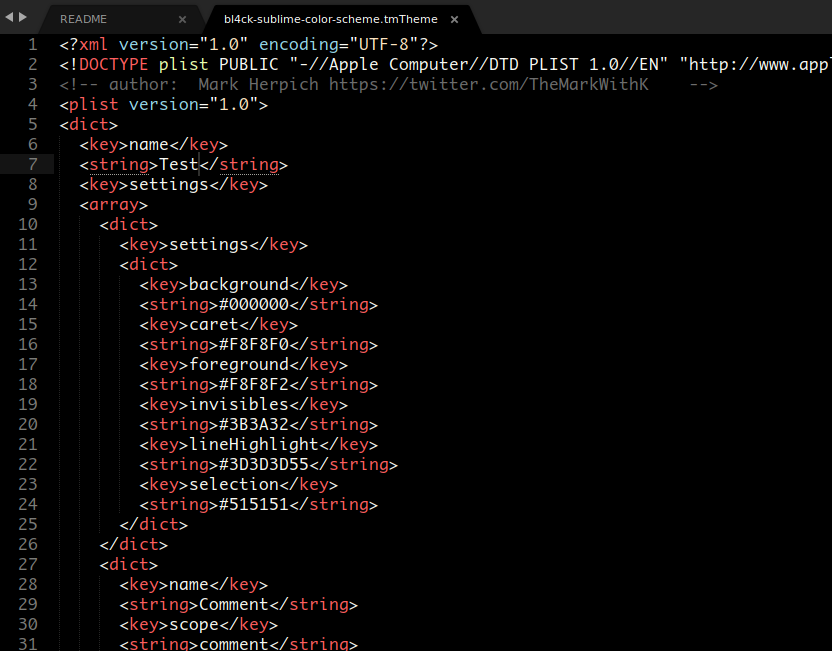 README × bl4ck-sublime-color-scheme.tmTheme ×
1 <?xml version="1.0" encoding="UTF-8"?>
2 <!DOCTYPE plist PUBLIC "-//Apple Computer//DTD PLIST 1.0//EN" "http://www.appl
3 <!-- author:  Mark Herpich https://twitter.com/TheMarkWithK    -->
4 <plist version="1.0">
5 <dict>
6   <key>name</key>
7   <string>Test</string>
8   <key>settings</key>
9   <array>
10     <dict>
11       <key>settings</key>
12       <dict>
13         <key>background</key>
14         <string>#000000</string>
15         <key>caret</key>
16         <string>#F8F8F0</string>
17         <key>foreground</key>
18         <string>#F8F8F2</string>
19         <key>invisibles</key>
20         <string>#3B3A32</string>
21         <key>lineHighlight</key>
22         <string>#3D3D3D55</string>
23         <key>selection</key>
24         <string>#515151</string>
25       </dict>
26     </dict>
27     <dict>
28       <key>name</key>
29       <string>Comment</string>
30       <key>scope</key>
31       <string>comment</string>